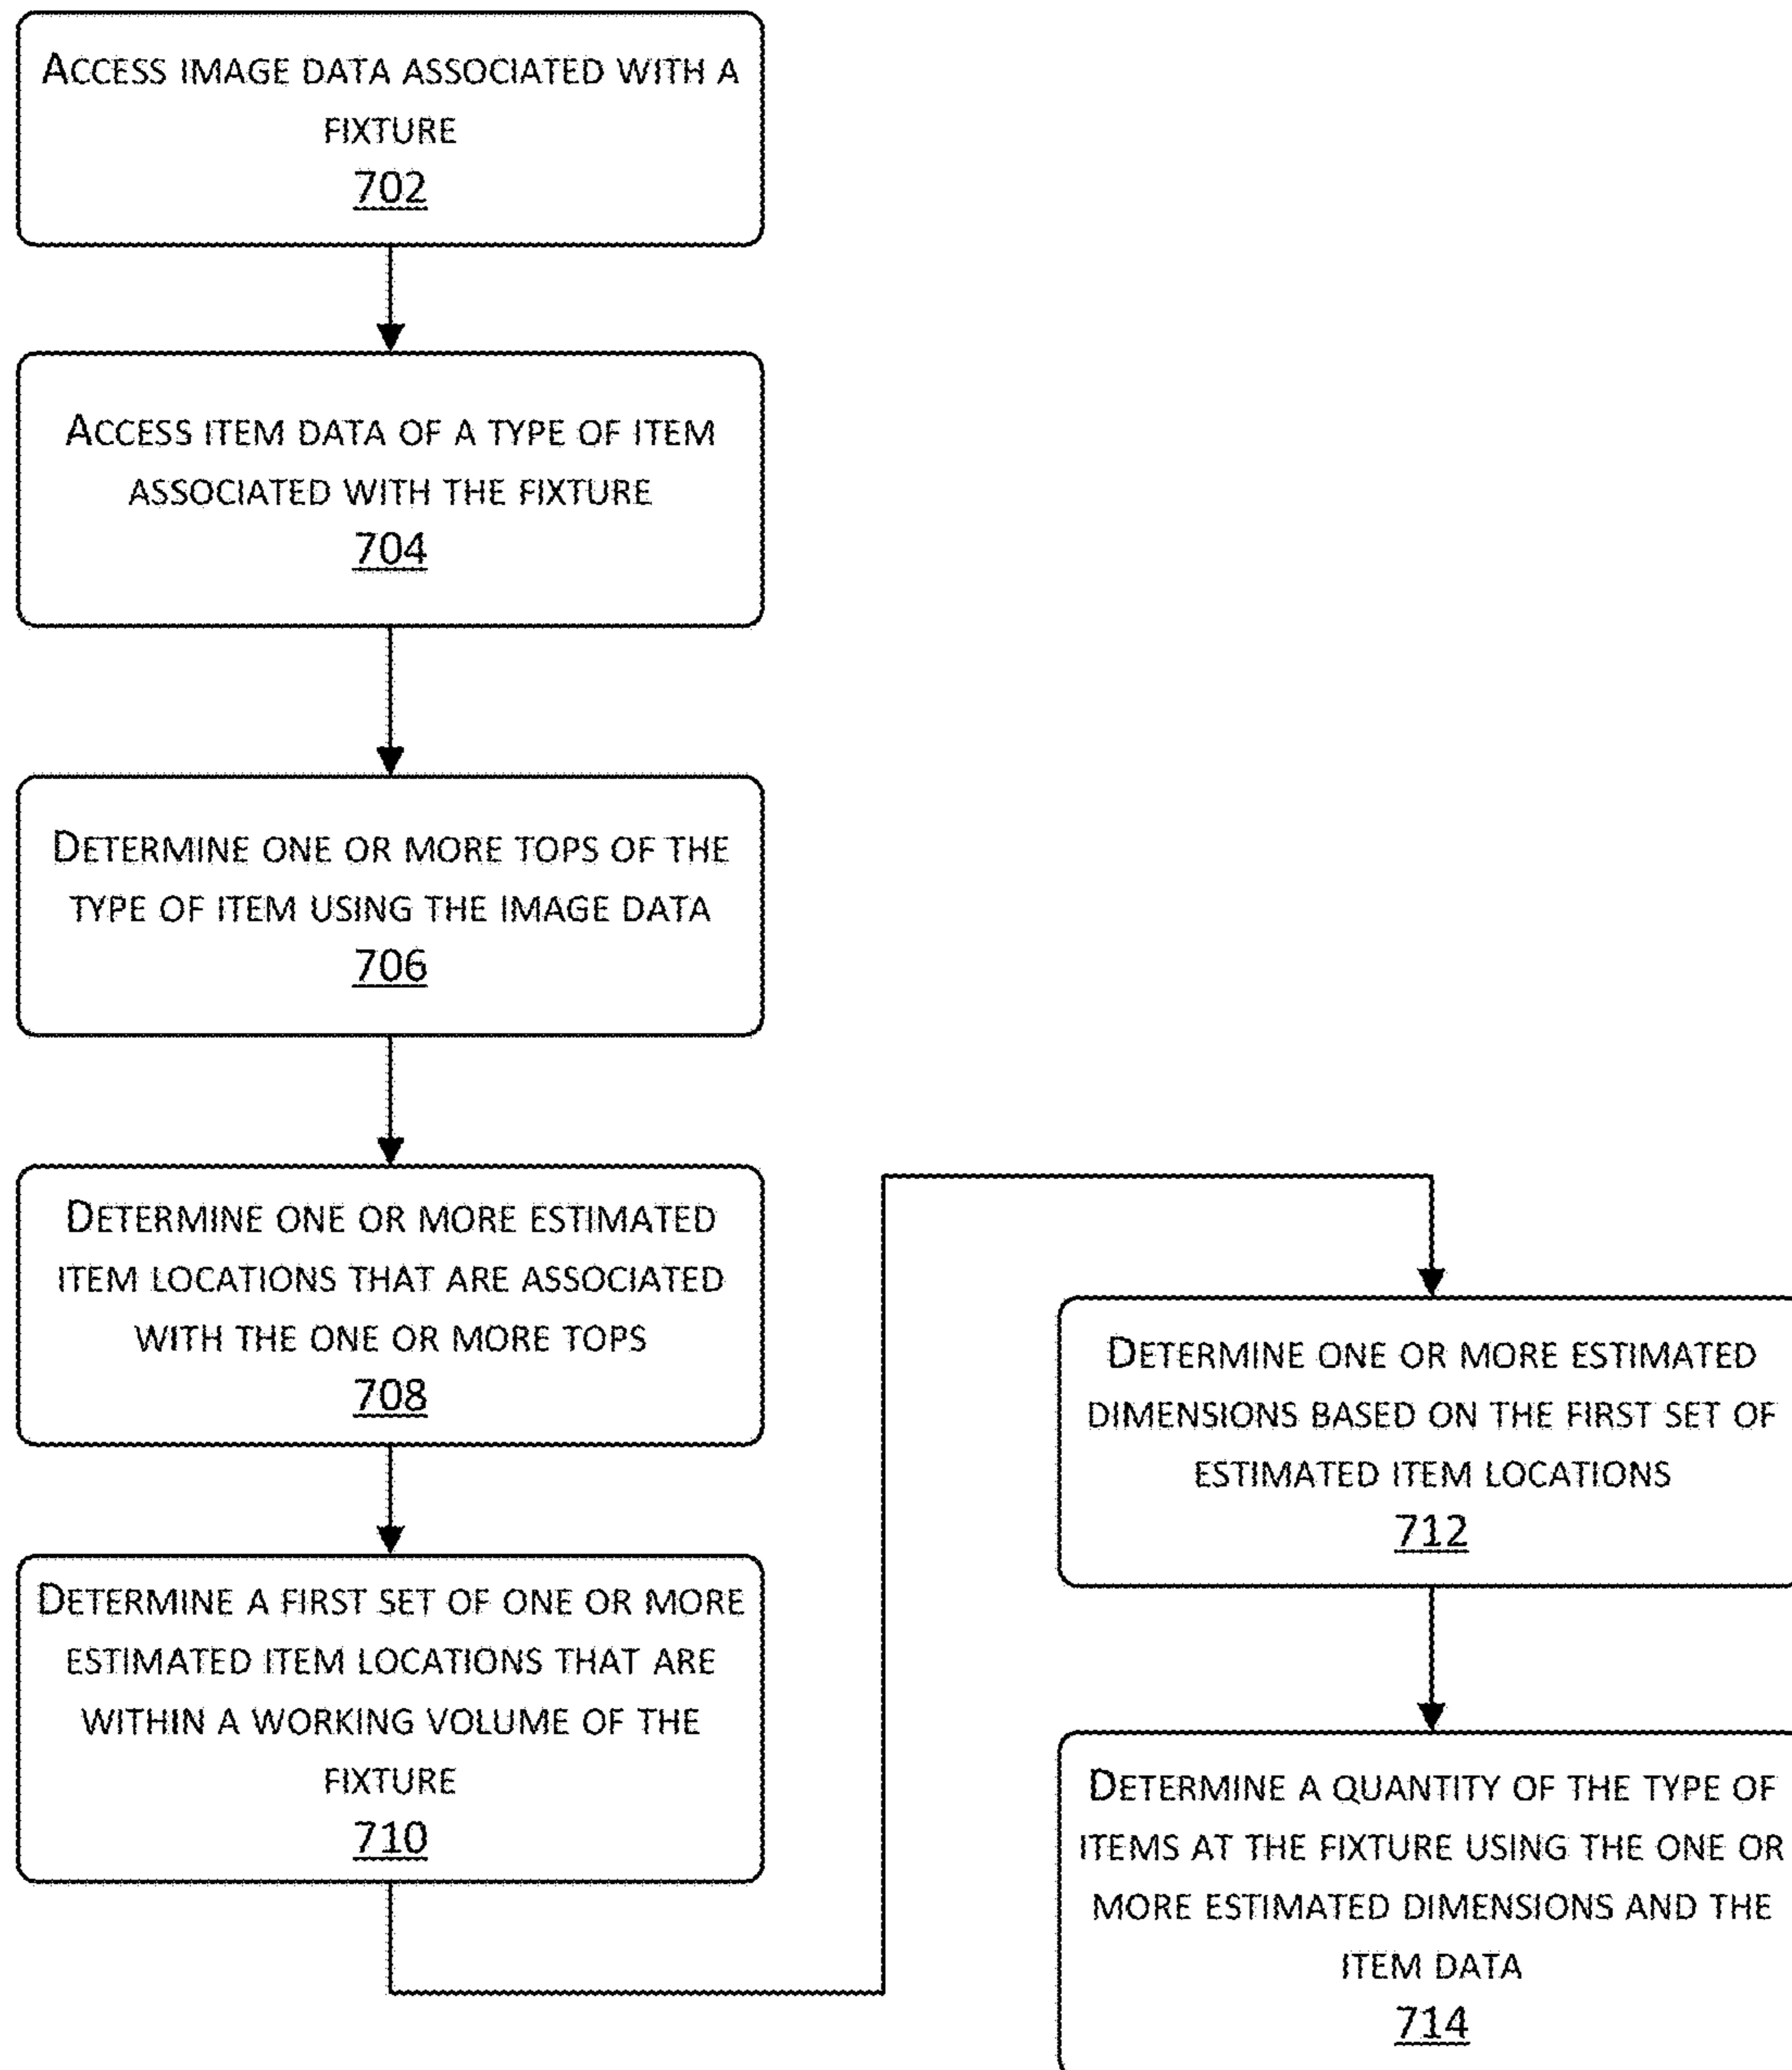 ACCESS IMAGE DATA ASSOCIATED WITH A
FIXTURE
702
ACCESS ITEM DATA OF A TYPE OF ITEM
ASSOCIATED WITH THE FIXTURE
704
DETERMINE ONE OR MORE TOPS OF THE
TYPE OF ITEM USING THE IMAGE DATA
706
DETERMINE ONE OR MORE ESTIMATED
ITEM LOCATIONS THAT ARE ASSOCIATED
WITH THE ONE OR MORE TOPS
708
DETERMINE A FIRST SET OF ONE OR MORE
ESTIMATED ITEM LOCATIONS THAT ARE
WITHIN A WORKING VOLUME OF THE
FIXTURE
710
DETERMINE ONE OR MORE ESTIMATED
DIMENSIONS BASED ON THE FIRST SET OF
ESTIMATED ITEM LOCATIONS
712
DETERMINE A QUANTITY OF THE TYPE OF
ITEMS AT THE FIXTURE USING THE ONE OR
MORE ESTIMATED DIMENSIONS AND THE
ITEM DATA
714